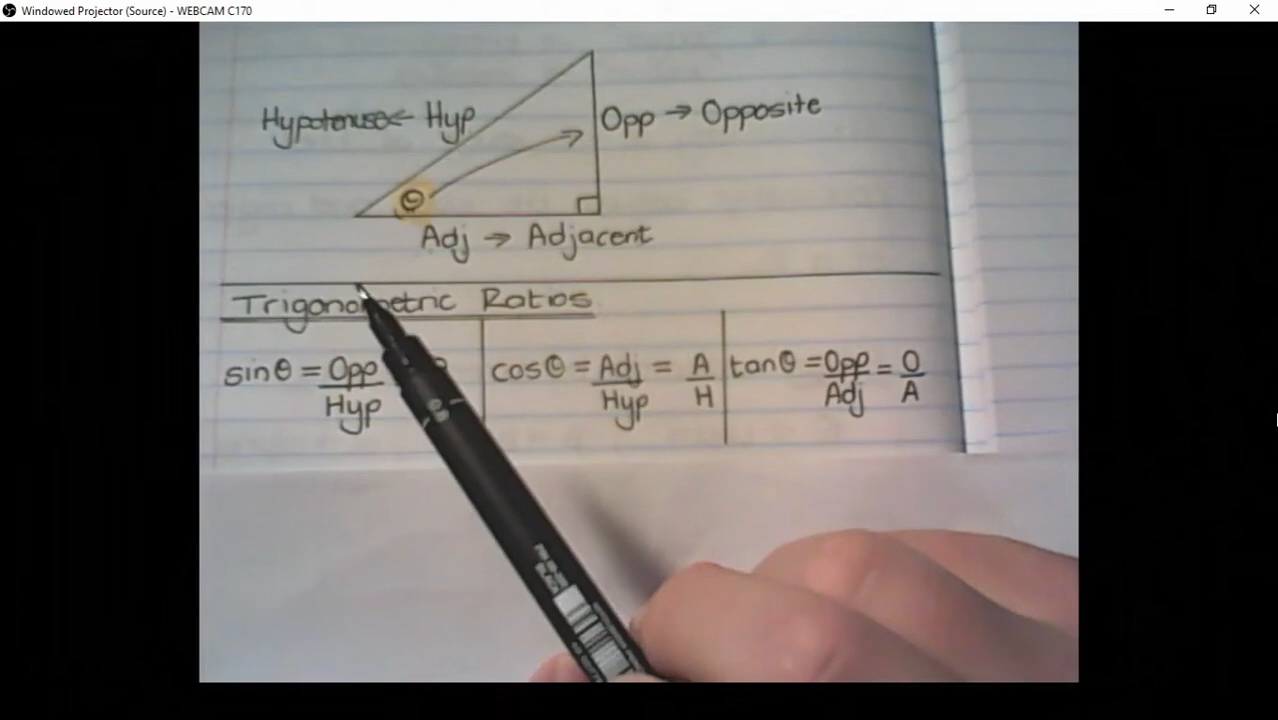 Windowed Projector (Source) - WEBCAM C170
Hypotenuse ← Hyp
Opp → Opposite
θ
Adj → Adjacent
Trigonometric Ratios
sinθ = Opp/Hyp
cosθ = Adj/Hyp = A/H
tanθ = Opp/Adj = O/A